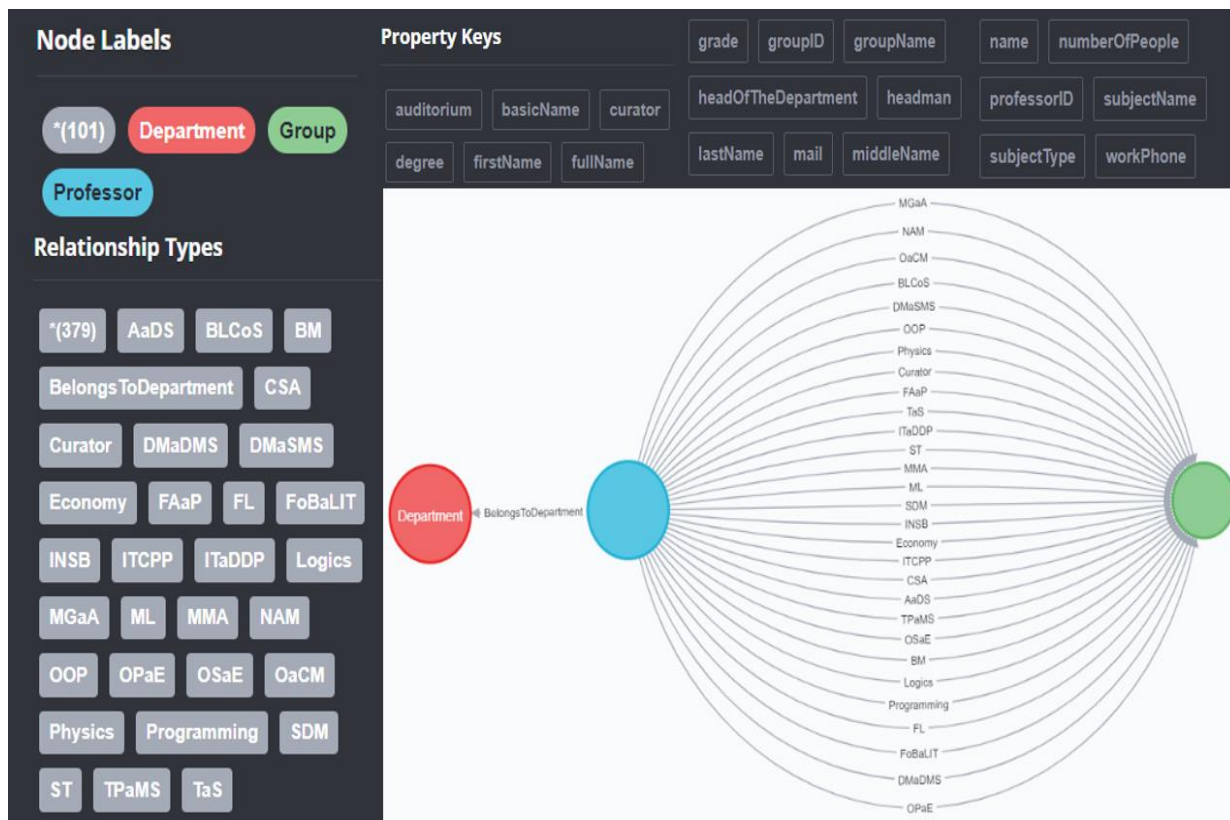 Node Labels
*(101) Department Group
Professor
Relationship Types
*(379) AaDS BLCoS BM
BelongsToDepartment CSA
Curator DMaDMS DMaSMS
Economy FAaP FL FoBaLIT
INSB ITCPP ITaDDP Logics
MGaA ML MMA NAM
OOP OPaE OSaE OaCM
Physics Programming SDM
ST TPaMS TaS
Property Keys
auditorium basicName curator
degree firstName fullName
grade groupID groupName
headOfTheDepartment headman
lastName mail middleName
name numberOfPeople
professorID subjectName
subjectType workPhone
Department
BelongsToDepartment
MGaA
NAM
OaCM
BLCoS
DMaSMS
OOP
Physics
Curator
FAaP
TaS
ITaDDP
ST
MMA
ML
SDM
INSB
Economy
ITCPP
CSA
AaDS
TPaMS
OSaE
BM
Logics
Programming
FL
FoBaLIT
DMaDMS
OPaE